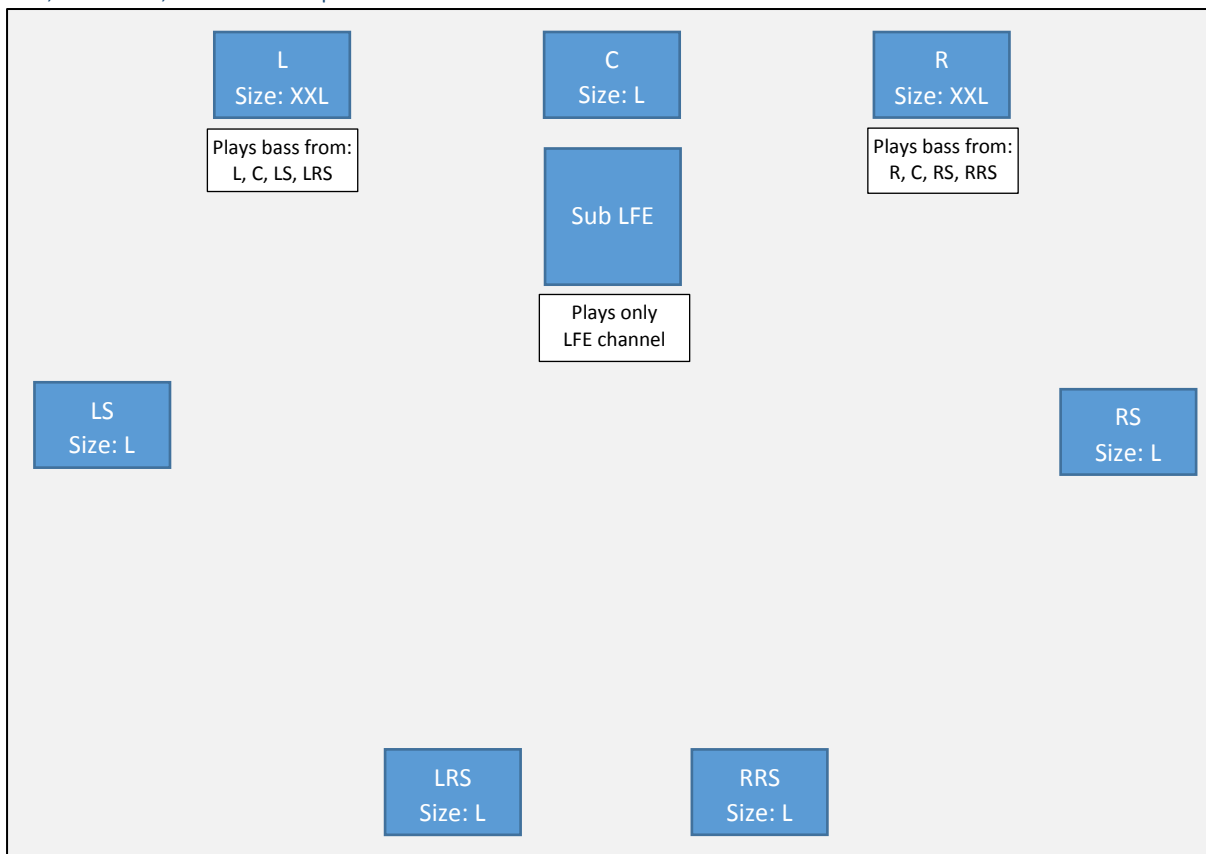 L
Size: XXL
C
Size: L
R
Size: XXL
Plays bass from:
L, C, LS, LRS
Plays bass from:
R, C, RS, RRS
Sub LFE
Plays only
LFE channel
LS
Size: L
RS
Size: L
LRS
Size: L
RRS
Size: L